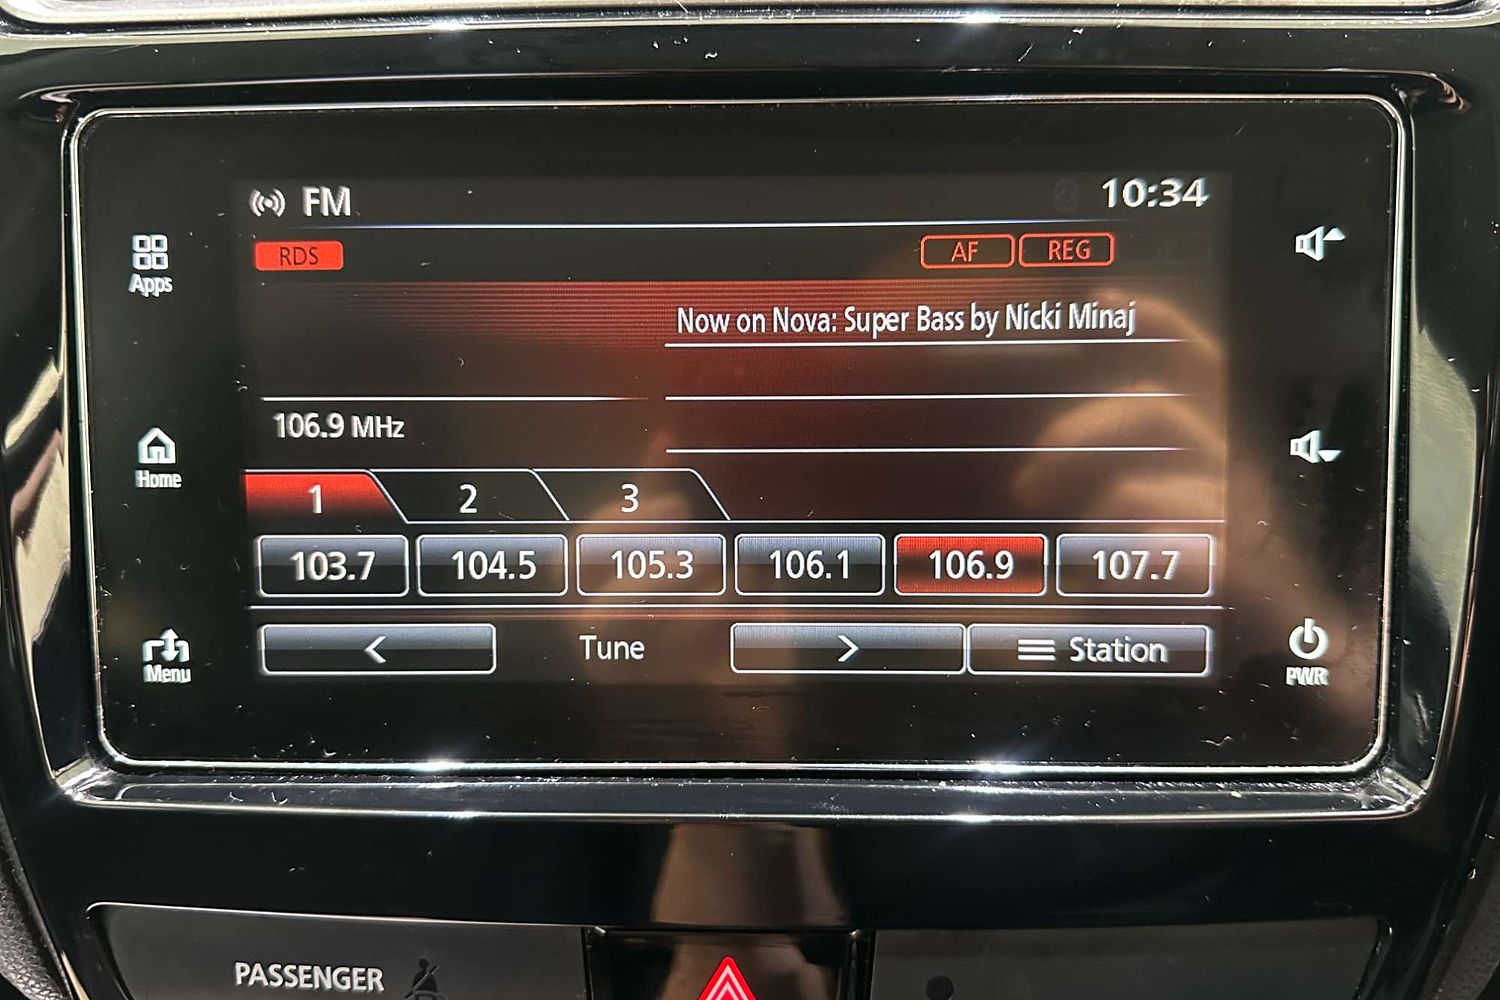 FM
10:34
RDS
AF
REG
Apps
Now on Nova: Super Bass by Nicki Minaj
106.9 MHz
Home
1
2
3
103.7
104.5
105.3
106.1
106.9
107.7
< Tune >
Station
Menu
PWR
PASSENGER